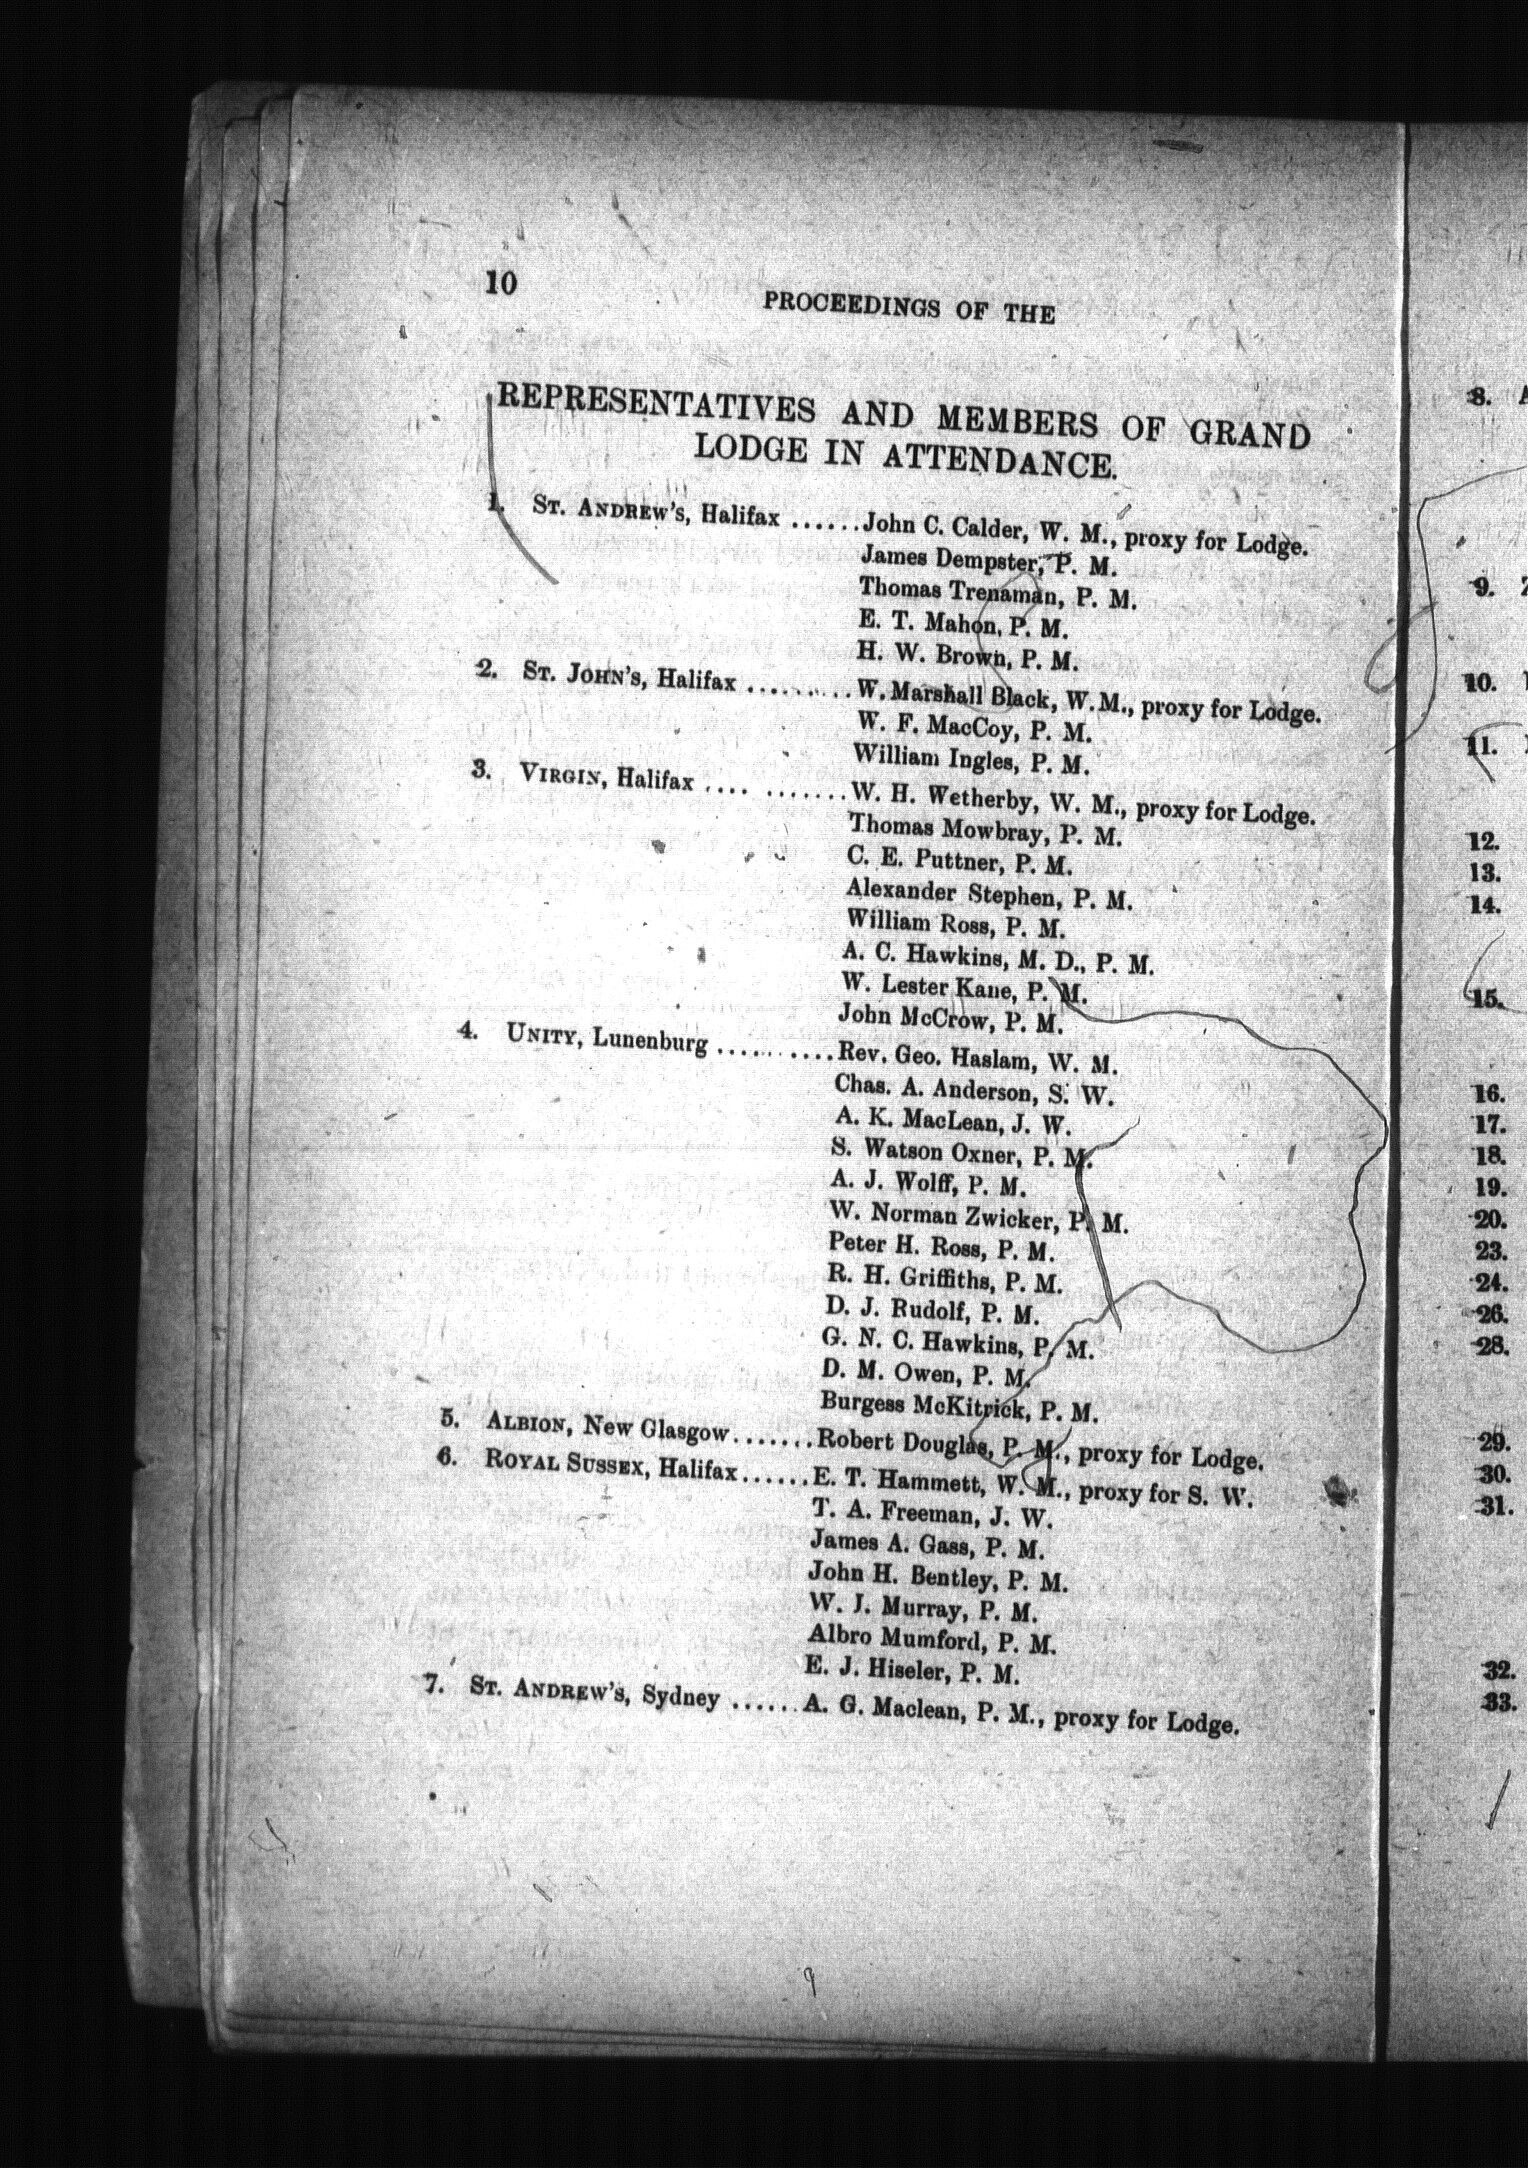 10
PROCEEDINGS OF THE
REPRESENTATIVES AND MEMBERS OF GRAND
LODGE IN ATTENDANCE.
1. ST. ANDREW'S, Halifax ......John C. Calder, W. M., proxy for Lodge.
James Dempster, P. M.
Thomas Trenaman, P. M.
E. T. Mahon, P. M.
H. W. Brown, P. M.
2. ST. JOHN'S, Halifax ..........W. Marshall Black, W. M., proxy for Lodge.
W. F. MacCoy, P. M.
William Ingles, P. M.
3. VIRGIN, Halifax .... .......W. H. Wetherby, W. M., proxy for Lodge.
Thomas Mowbray, P. M.
C. E. Puttner, P. M.
Alexander Stephen, P. M.
William Ross, P. M.
A. C. Hawkins, M. D., P. M.
W. Lester Kane, P. M.
John McCrow, P. M.
4. UNITY, Lunenburg ...........Rev. Geo. Haslam, W. M.
Chas. A. Anderson, S. W.
A. K. MacLean, J. W.
S. Watson Oxner, P. M.
A. J. Wolff, P. M.
W. Norman Zwicker, P. M.
Peter H. Ross, P. M.
R. H. Griffiths, P. M.
D. J. Rudolf, P. M.
G. N. C. Hawkins, P. M.
D. M. Owen, P. M.
Burgess McKitrick, P. M.
5. ALBION, New Glasgow.......Robert Douglas, P. M., proxy for Lodge.
6. ROYAL SUSSEX, Halifax......E. T. Hammett, W. M., proxy for S. W.
T. A. Freeman, J. W.
James A. Gass, P. M.
John H. Bentley, P. M.
W. J. Murray, P. M.
Albro Mumford, P. M.
E. J. Hiseler, P. M.
7. ST. ANDREW'S, Sydney ......A. G. Maclean, P. M., proxy for Lodge.
8.
9.
10.
11.
12.
13.
14.
15.
16.
17.
18.
19.
20.
23.
24.
26.
28.
29.
30.
31.
32.
33.